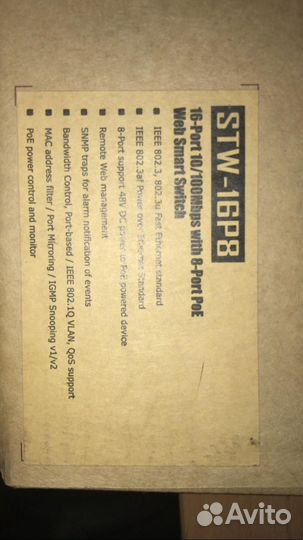 STW-16P8
16-Port 10/100Mbps with 8-Port PoE
Web Smart Switch
IEEE 802.3, 802.3u Fast Ethernet standard
IEEE 802.3af Power over Ethernet Standard
8-Port support 48V DC power to PoE powered device
Remote Web management
SNMP traps for alarm notification of events
Bandwidth Control, Port-based / IEEE 802.1Q VLAN, QoS support
MAC address filter / Port Mirroring / IGMP Snooping v1/v2
PoE power control and monitor
Avito